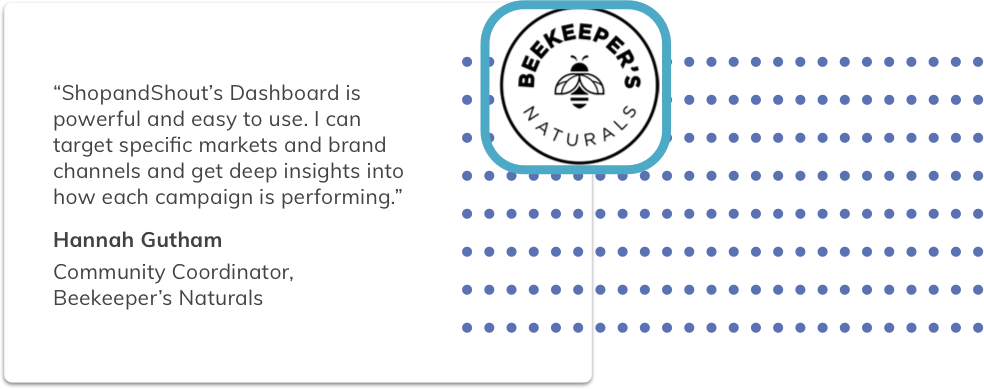 “ShopandShout’s Dashboard is
powerful and easy to use. I can
target specific markets and brand
channels and get deep insights into
how each campaign is performing.”
Hannah Gutham
Community Coordinator,
Beekeeper’s Naturals
BEEKEEPER'S
NATURALS